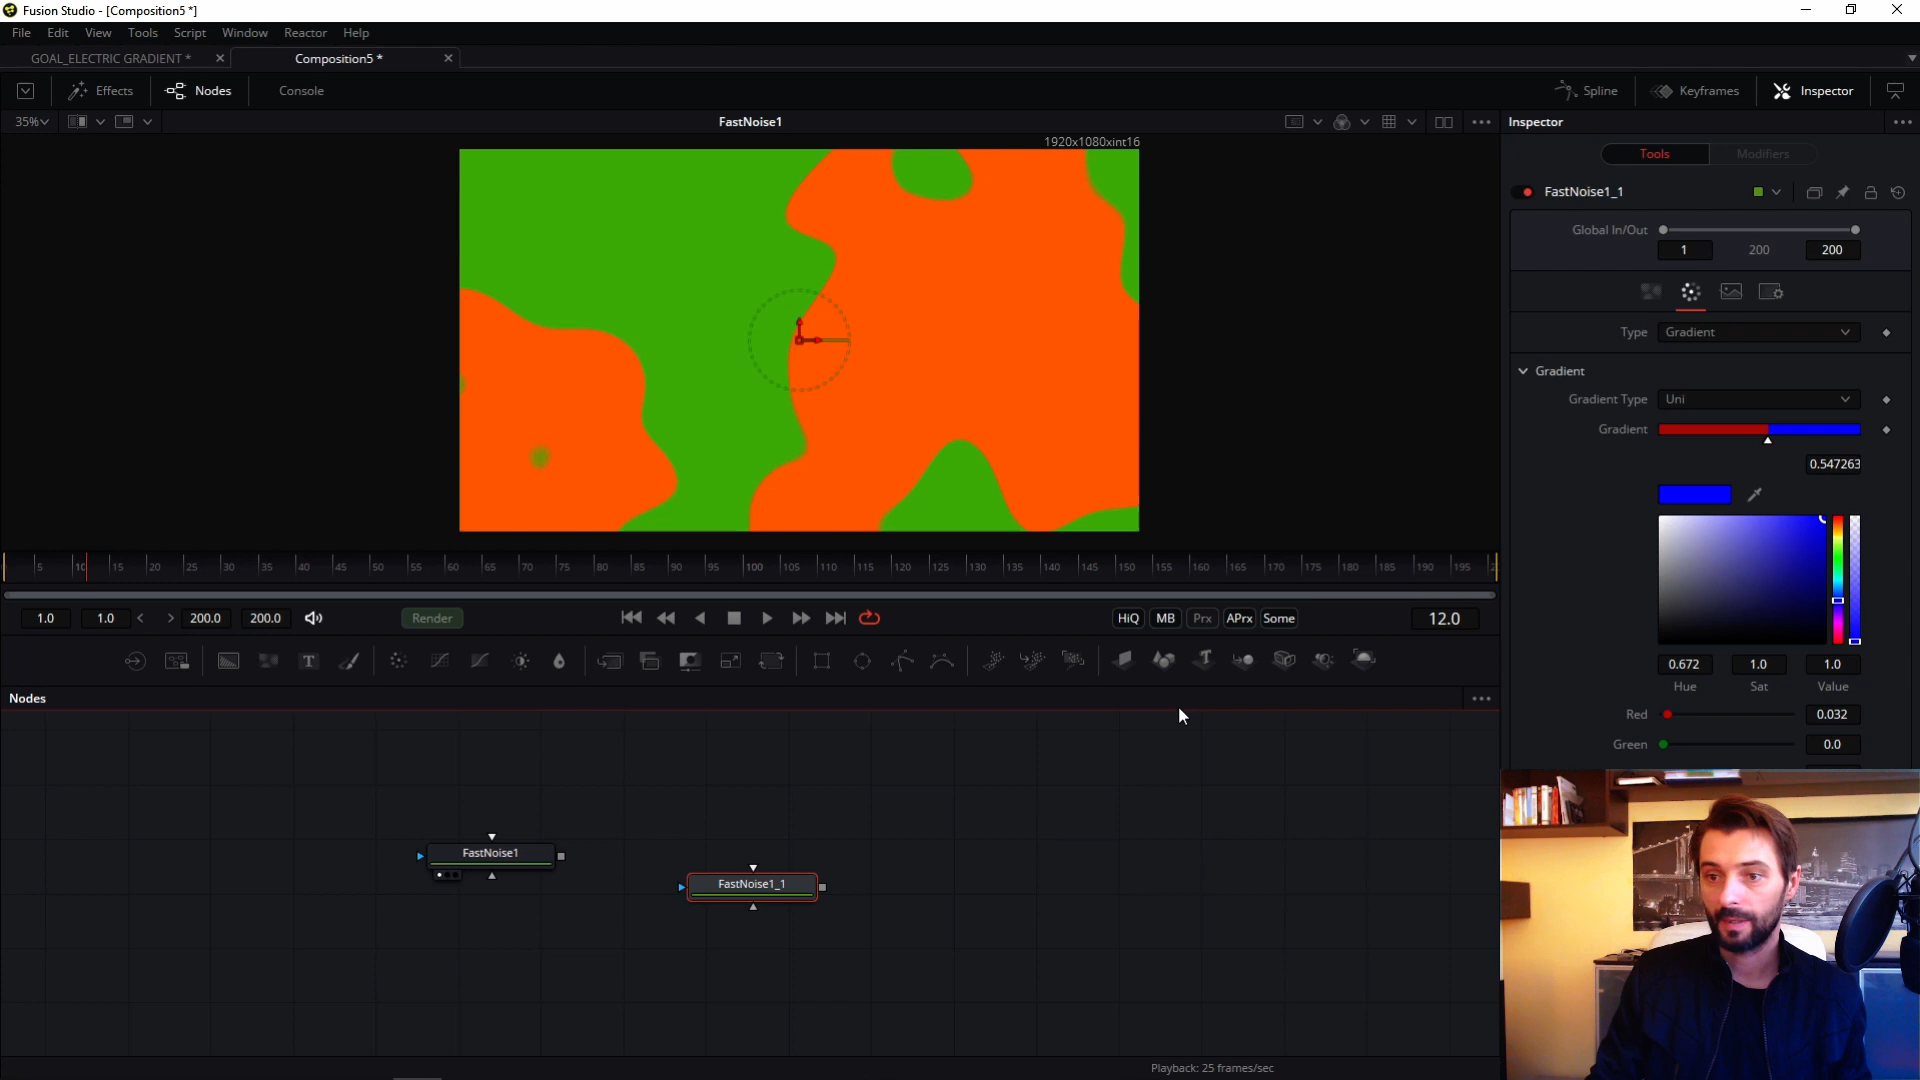 Fusion Studio - [Composition5 *]
File Edit View Tools Script Window Reactor Help
GOAL_ELECTRIC GRADIENT * Composition5 *
Effects Nodes Console Spline Keyframes Inspector
35% FastNoise1 Inspector
1920x1080xint16
Tools Modifiers
FastNoise1_1
Global In/Out
1 200 200
Type Gradient
Gradient
Gradient Type Uni
Gradient
0.547263
5 10 15 20 25 30 35 40 45 50 55 60 65 70 75 80 85 90 95 100 105 110 115 120 125 130 135 140 145 150 155 160 165 170 175 180 185 190 195
1.0 1.0 < > 200.0 200.0 Render HiQ MB Prx APrx Some 12.0
0.672 1.0 1.0
Hue Sat Value
Nodes
Red 0.032
Green 0.0
FastNoise1
FastNoise1_1
Playback: 25 frames/sec